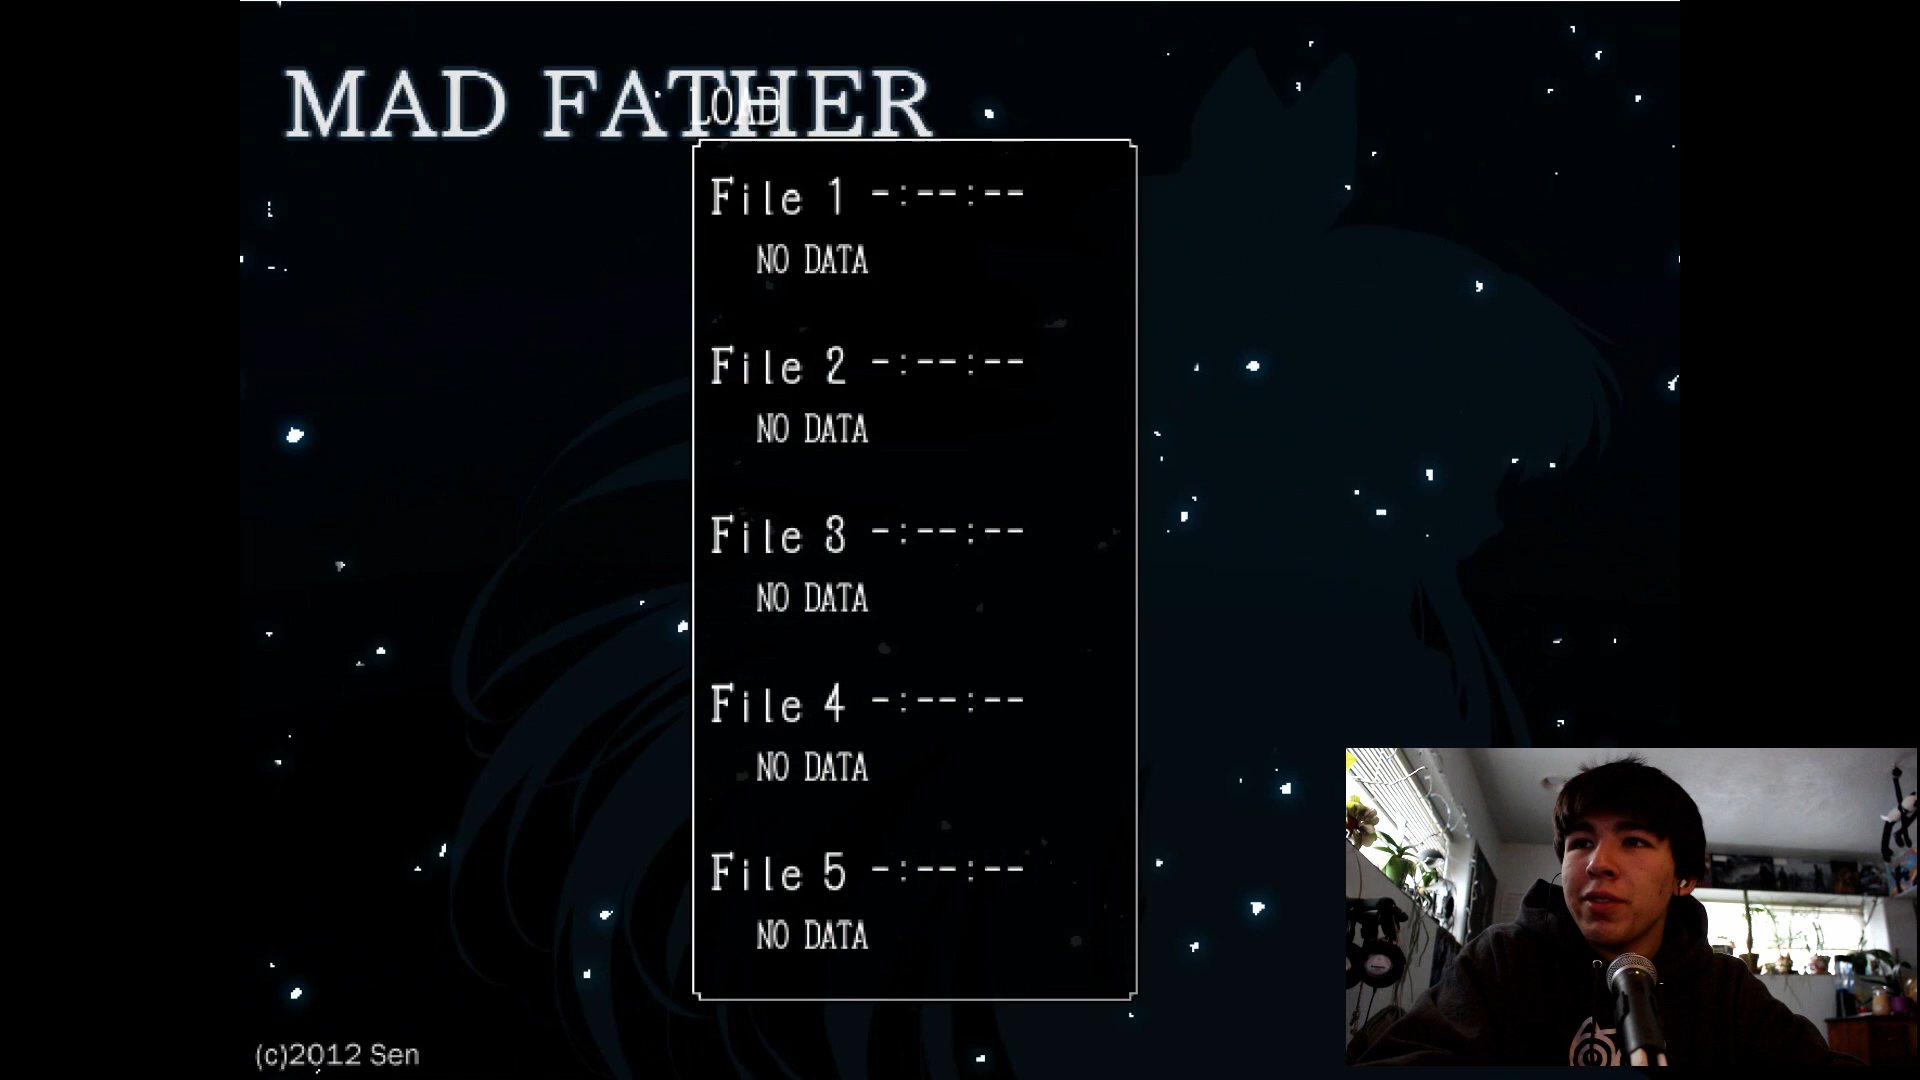 MAD FATHER
LOAD
File 1 -:--:--
NO DATA
File 2 -:--:--
NO DATA
File 3 -:--:--
NO DATA
File 4 -:--:--
NO DATA
File 5 -:--:--
NO DATA
(c)2012 Sen